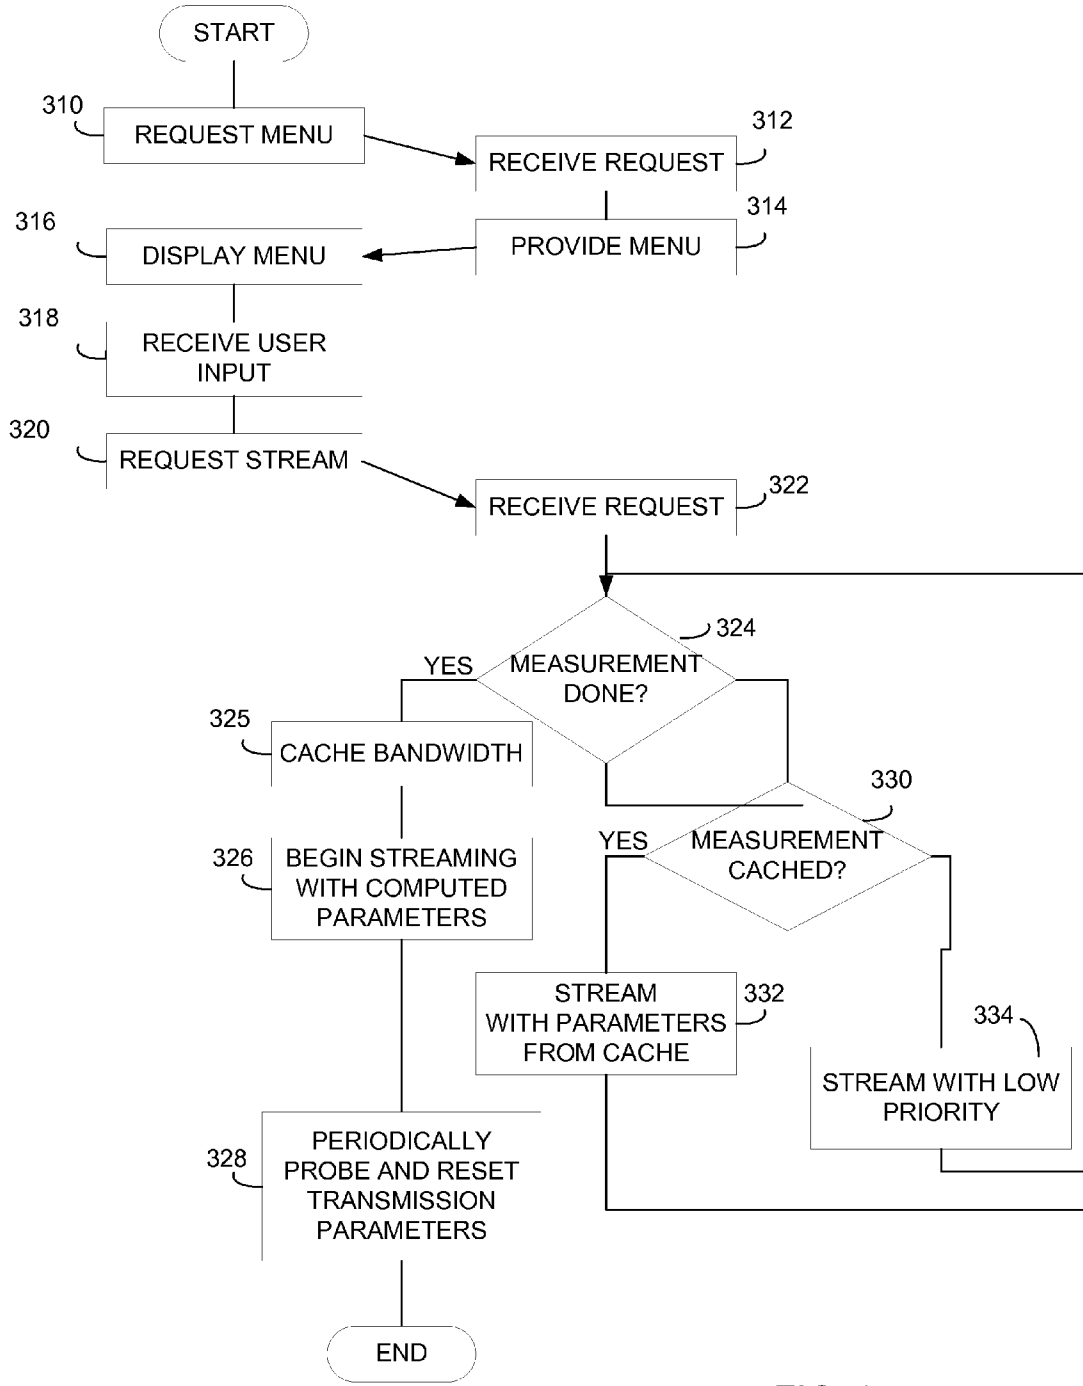 START
310
REQUEST MENU
312
RECEIVE REQUEST
314
PROVIDE MENU
316
DISPLAY MENU
318
RECEIVE USER
INPUT
320
REQUEST STREAM
322
RECEIVE REQUEST
324
MEASUREMENT
DONE?
YES
325
CACHE BANDWIDTH
330
MEASUREMENT
CACHED?
YES
326
BEGIN STREAMING
WITH COMPUTED
PARAMETERS
332
STREAM
WITH PARAMETERS
FROM CACHE
334
STREAM WITH LOW
PRIORITY
328
PERIODICALLY
PROBE AND RESET
TRANSMISSION
PARAMETERS
END